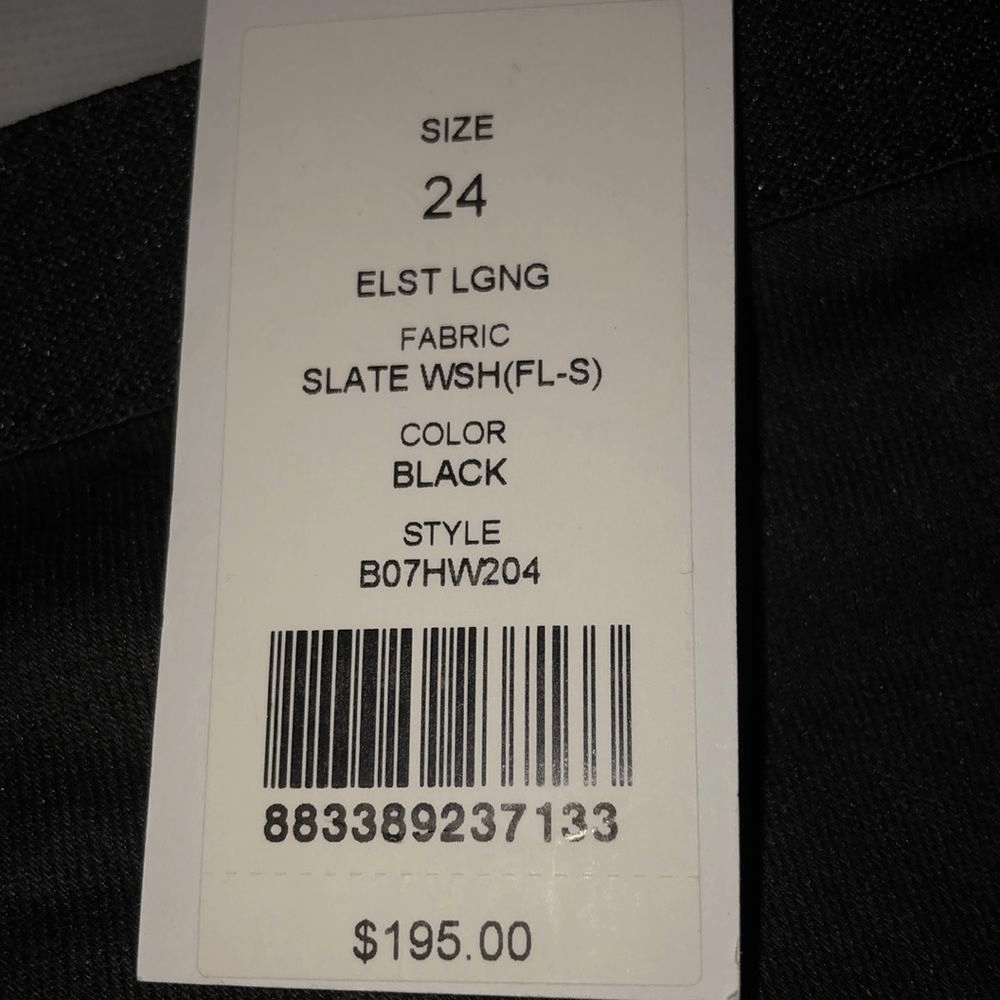 SIZE
24
ELST LGNG
FABRIC
SLATE WSH(FL-S)
COLOR
BLACK
STYLE
B07HW204
883389237133
$195.00